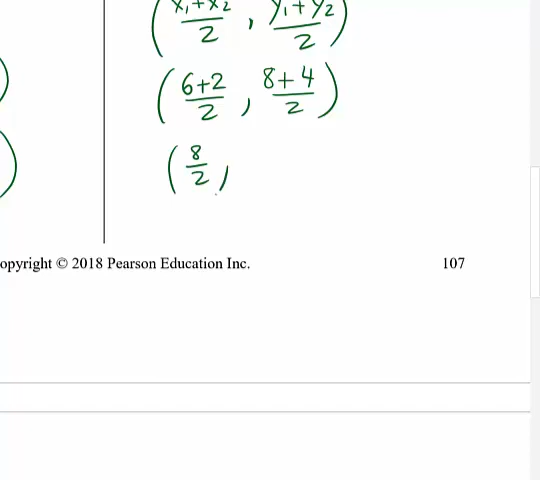 (x₁+x₂/2, y₁+y₂/2)
(6+2/2, 8+4/2)
(8/2,
opyright © 2018 Pearson Education Inc. 107